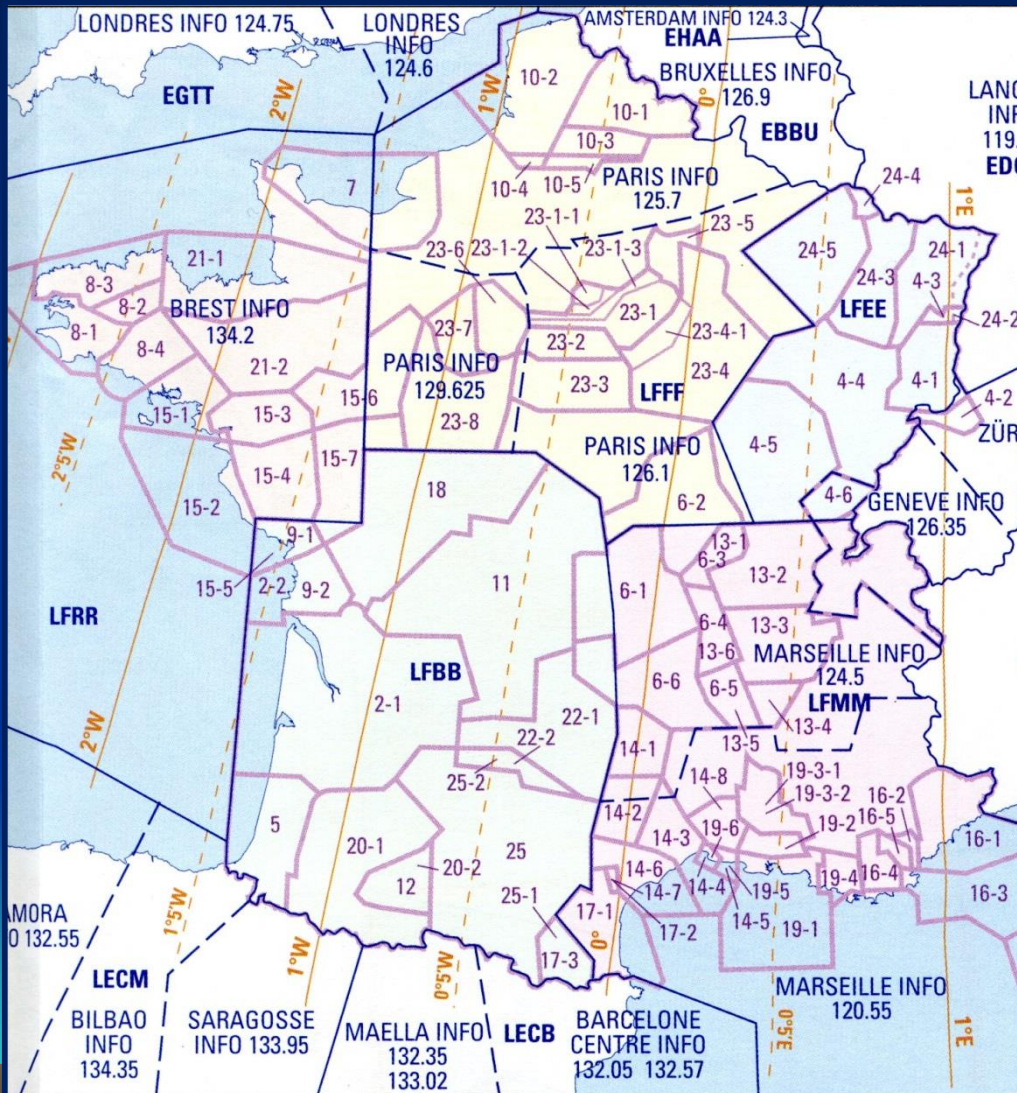 LONDRES INFO 124.75
LONDRES
INFO
124.6
AMSTERDAM INFO 124.3
EHAA
BRUXELLES INFO
126.9
EBBU
EGTT
2°W
1°W
0°
10-2
10-1
10-3
10-4
10-5
PARIS INFO
125.7
7
24-4
1°E
24-5
24-3
24-1
4-3
24-2
LFEE
23-1-1
23-5
23-6
23-1-2
23-1-3
21-1
8-3
8-2
BREST INFO
134.2
8-1
8-4
23-7
23-1
23-2
23-4-1
PARIS INFO
129.625
21-2
23-3
23-4
4-4
4-1
4-2
15-6
15-1
15-3
23-8
LFFF
PARIS INFO
126.1
4-5
2°5'W
15-4
15-7
15-2
18
6-2
4-6
GENEVE INFO
126.35
9-1
13-1
6-3
13-2
15-5
2-2
9-2
11
6-1
LFRR
6-4
13-3
13-6
MARSEILLE INFO
124.5
LFBB
6-6
6-5
LFMM
2-1
22-1
13-4
2°W
22-2
14-1
13-5
25-2
14-8
19-3-1
19-3-2
16-2
5
14-2
19-6
19-2
16-5
16-1
20-1
14-3
20-2
25
14-6
19-4
16-4
12
14-7
14-4
19-5
16-3
25-1
17-1
14-5
19-1
17-2
17-3
1°5'W
1°W
0°5'W
0°
LECM
BILBAO
INFO
134.35
SARAGOSSE
INFO 133.95
MAELLA INFO
132.35
133.02
LECB
BARCELONE
CENTRE INFO
132.05 132.57
MARSEILLE INFO
120.55
0°5'E
1°E